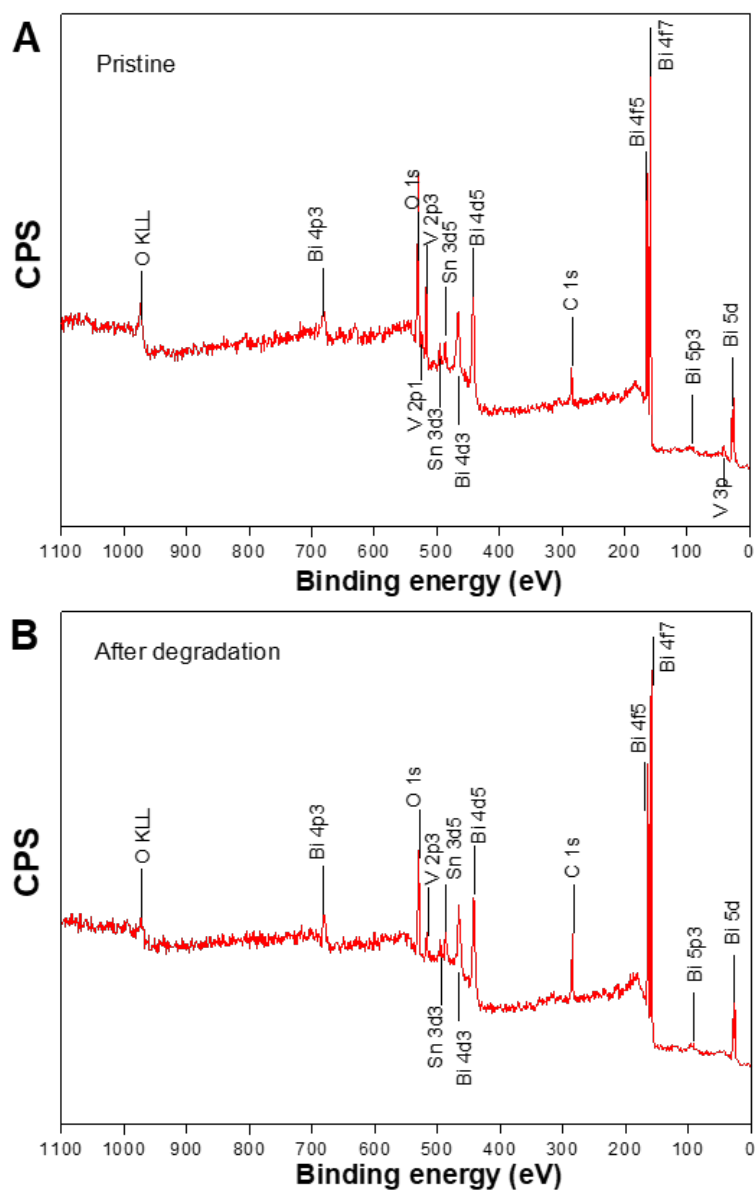 A
Pristine
CPS
O KLL
Bi 4p3
O 1s
V 2p1
V 2p3
Sn 3d3
Sn 3d5
Bi 4d3
Bi 4d5
C 1s
Bi 4f5
Bi 4f7
Bi 5p3
V 3p
Bi 5d
1100 1000 900 800 700 600 500 400 300 200 100 0
Binding energy (eV)
B
After degradation
CPS
O KLL
Bi 4p3
O 1s
V 2p3
Sn 3d3
Sn 3d5
Bi 4d3
Bi 4d5
C 1s
Bi 4f5
Bi 4f7
Bi 5p3
Bi 5d
1100 1000 900 800 700 600 500 400 300 200 100 0
Binding energy (eV)